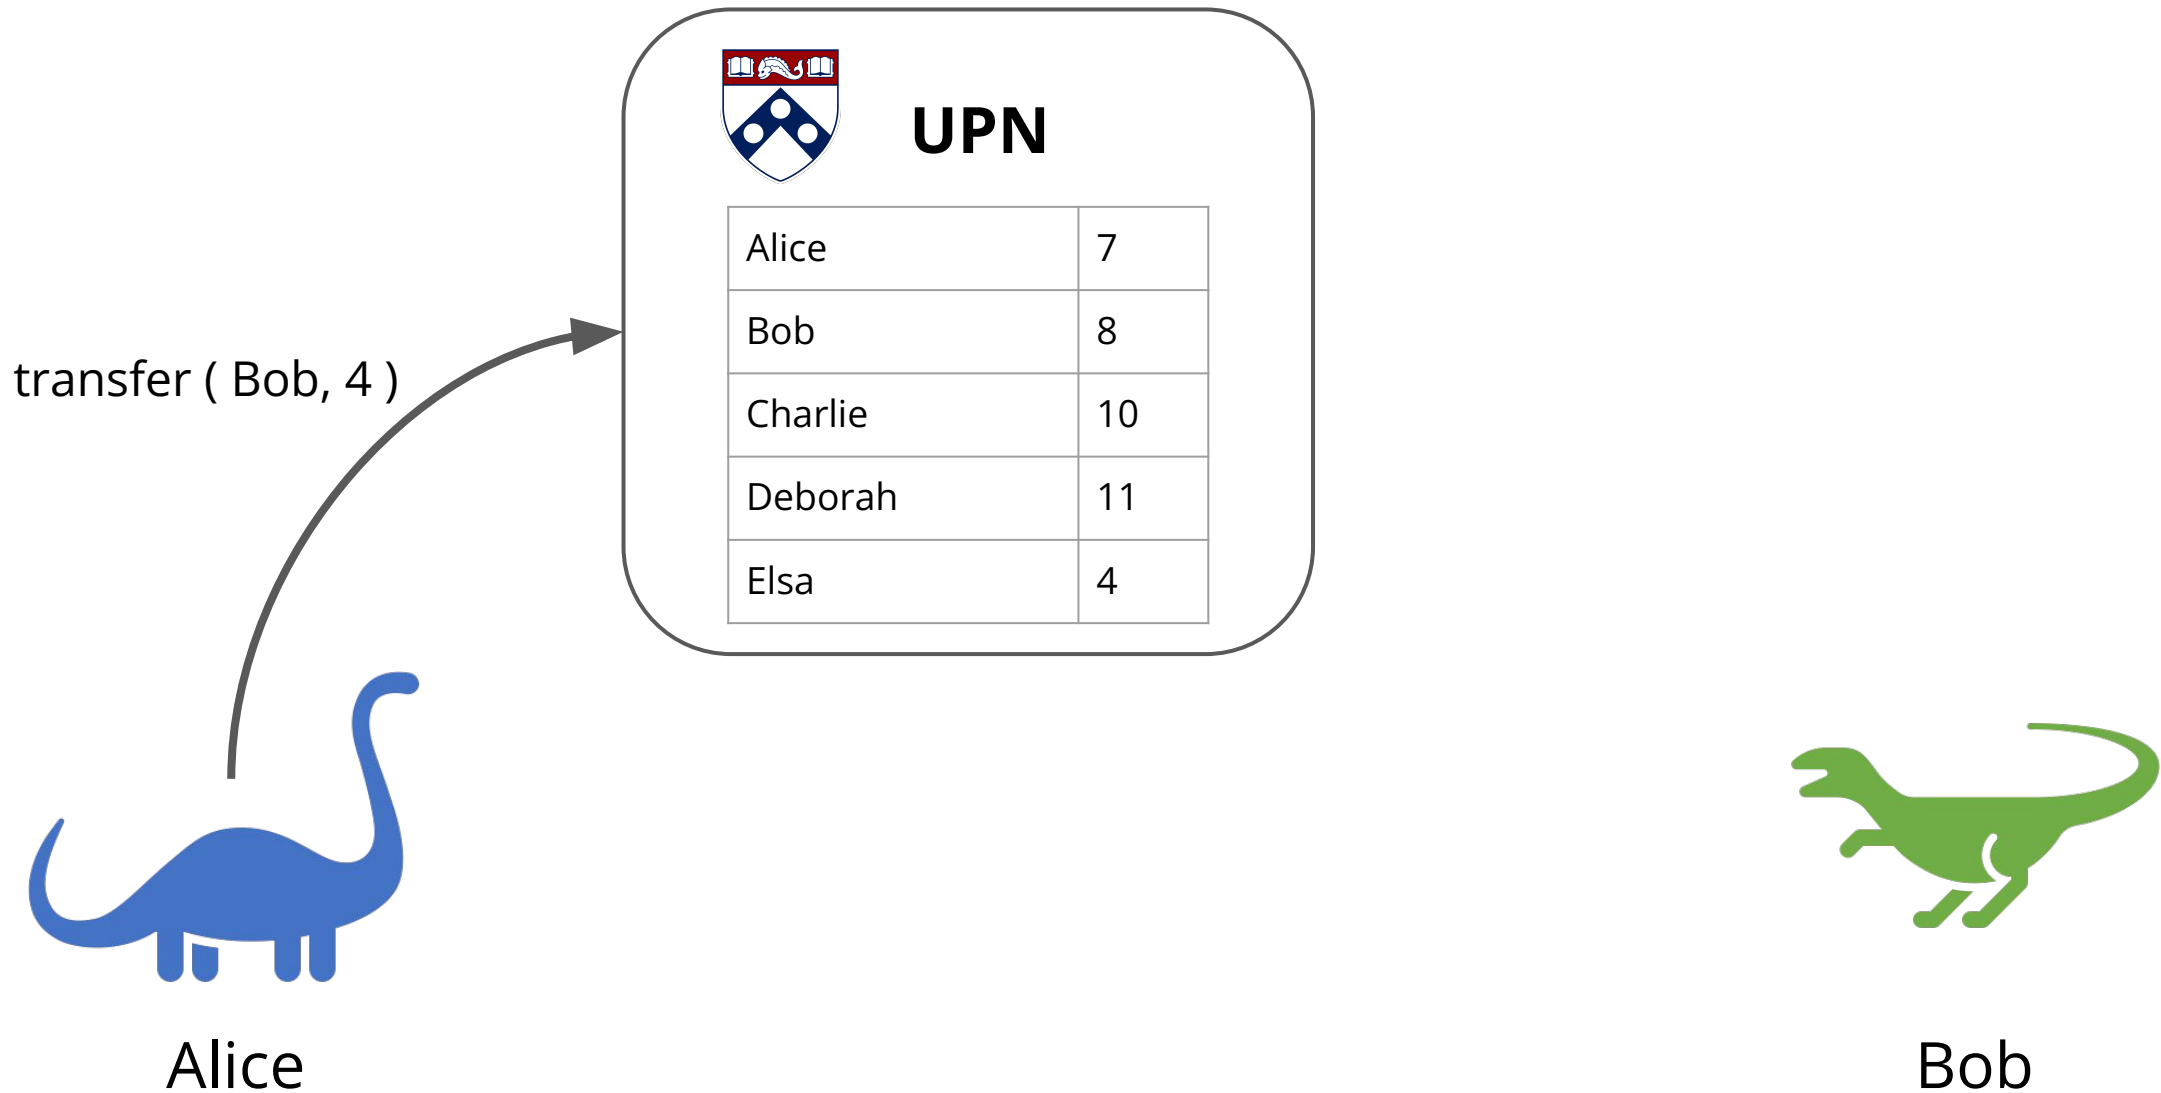 UPN
Alice 7
Bob 8
Charlie 10
Deborah 11
Elsa 4
transfer ( Bob, 4 )
Alice
Bob